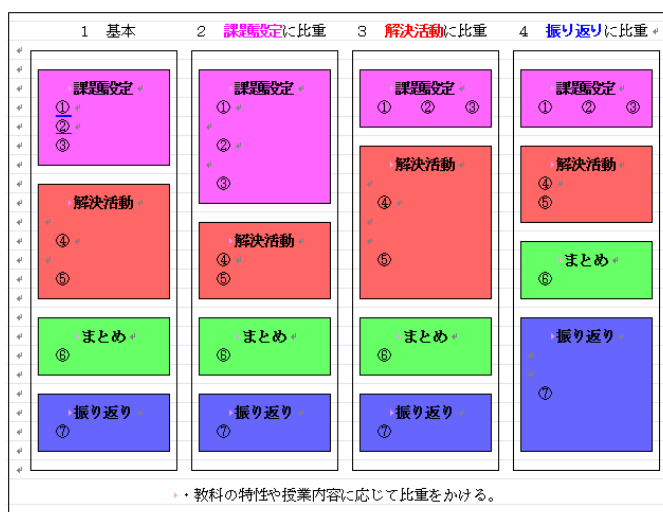 1 基本
2 課題設定に比重
3 解決活動に比重
4 振り返りに比重
課題設定
①
②
③
解決活動
④
⑤
まとめ
⑥
振り返り
⑦
課題設定
①
②
③
解決活動
④
⑤
まとめ
⑥
振り返り
⑦
課題設定
① ② ③
解決活動
④
⑤
まとめ
⑥
振り返り
⑦
課題設定
① ② ③
解決活動
④
⑤
まとめ
⑥
振り返り
⑦
・教科の特性や授業内容に応じて比重をかける。